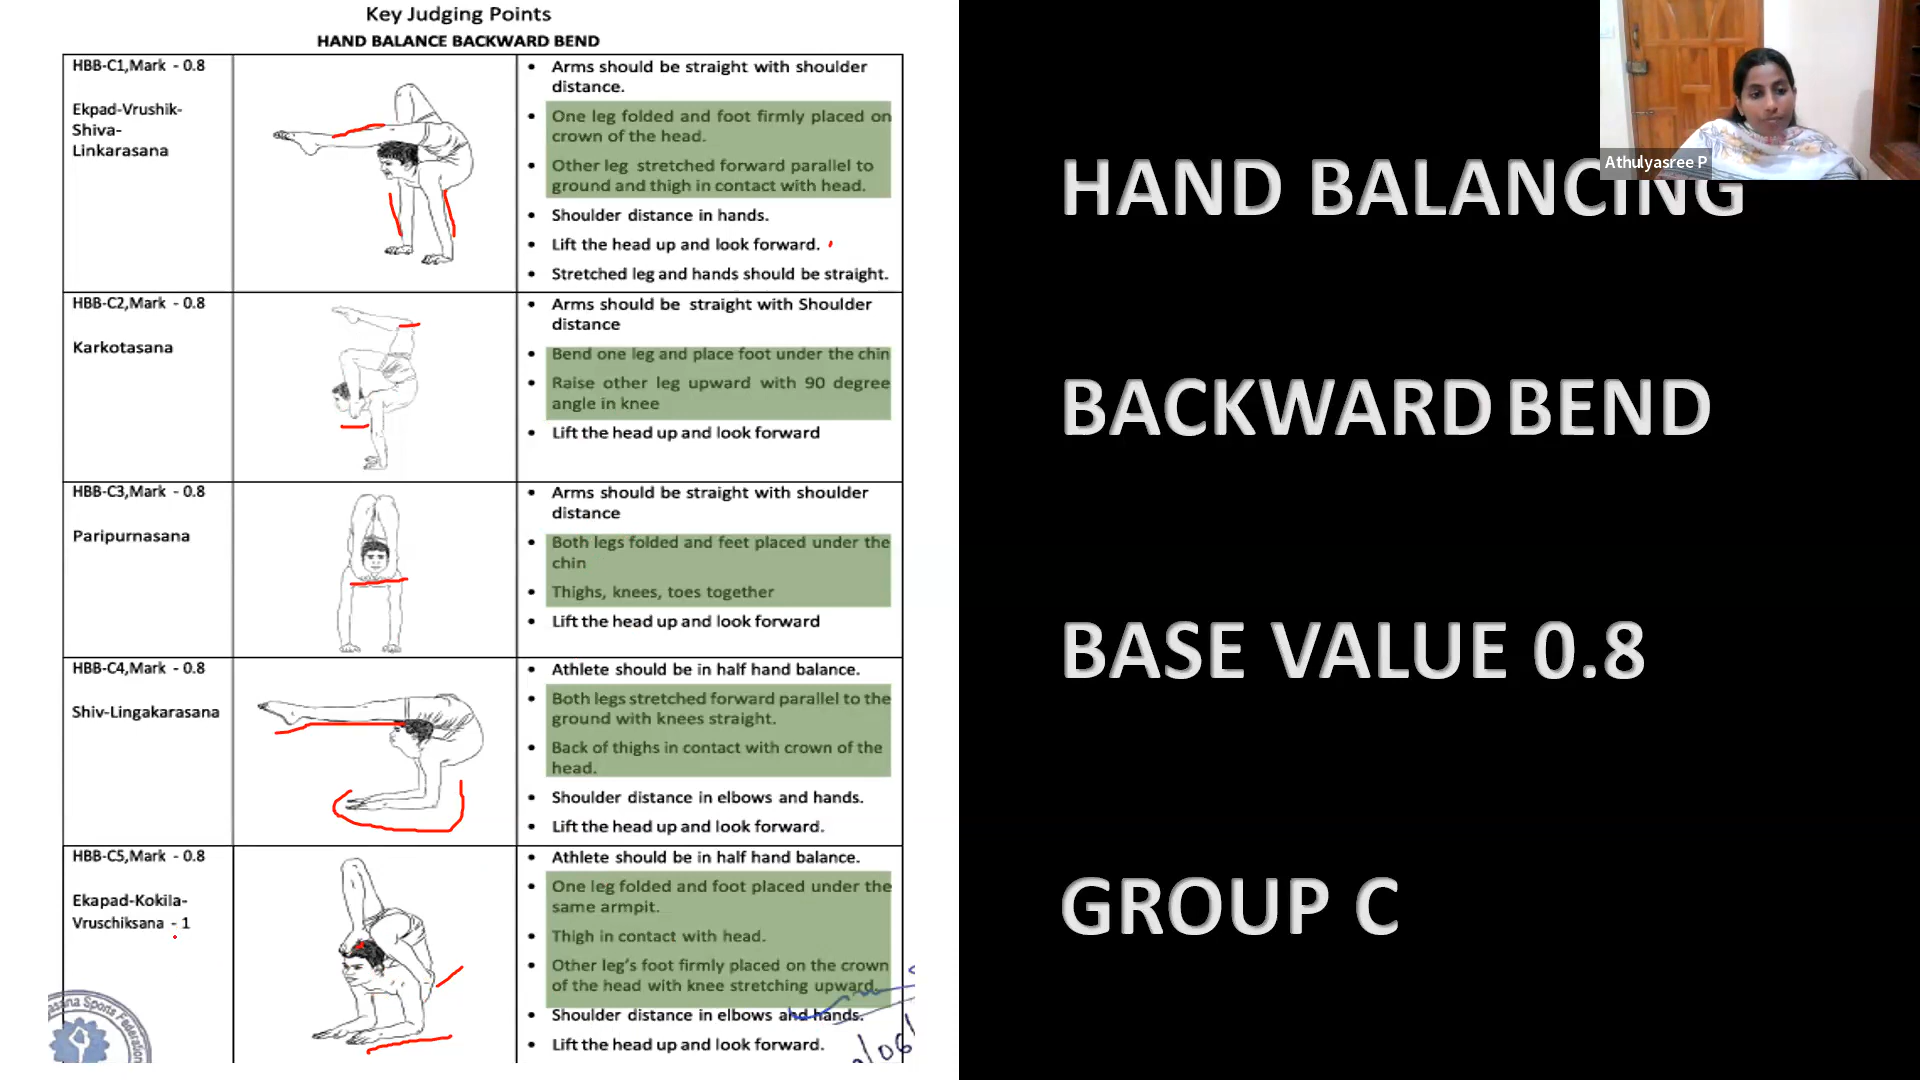 Key Judging Points
HAND BALANCE BACKWARD BEND
HBB-C1,Mark - 0.8
Ekpad-Vrushik-
Shiva-
Linkarasana
• Arms should be straight with shoulder
distance.
• One leg folded and foot firmly placed on
crown of the head.
• Other leg stretched forward parallel to
ground and thigh in contact with head.
• Shoulder distance in hands.
• Lift the head up and look forward.
• Stretched leg and hands should be straight.
HBB-C2,Mark - 0.8
Karkotasana
• Arms should be straight with Shoulder
distance
• Bend one leg and place foot under the chin
• Raise other leg upward with 90 degree
angle in knee
• Lift the head up and look forward
HBB-C3,Mark - 0.8
Paripurnasana
• Arms should be straight with shoulder
distance
• Both legs folded and feet placed under the
chin
• Thighs, knees, toes together
• Lift the head up and look forward
HBB-C4,Mark - 0.8
Shiv-Lingakarasana
• Athlete should be in half hand balance.
• Both legs stretched forward parallel to the
ground with knees straight.
• Back of thighs in contact with crown of the
head.
• Shoulder distance in elbows and hands.
• Lift the head up and look forward.
HBB-C5,Mark - 0.8
Ekapad-Kokila-
Vruschiksana - 1
• Athlete should be in half hand balance.
• One leg folded and foot placed under the
same armpit.
• Thigh in contact with head.
• Other leg's foot firmly placed on the crown
of the head with knee stretching upward.
• Shoulder distance in elbows and hands.
• Lift the head up and look forward.
asana Sports Federation
HAND BALANCING
BACKWARD BEND
BASE VALUE 0.8
GROUP C
Athulyasree P